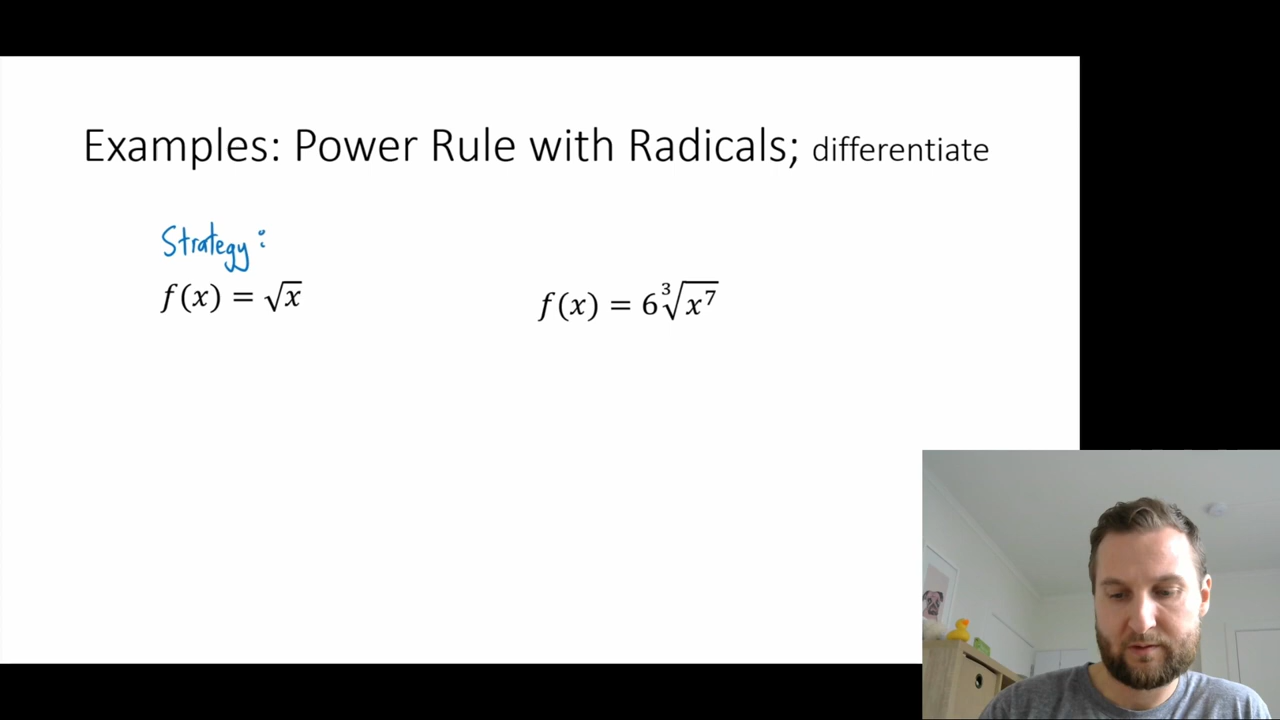 Examples: Power Rule with Radicals; differentiate
Strategy:
f(x) = √x
f(x) = 6∛x⁷